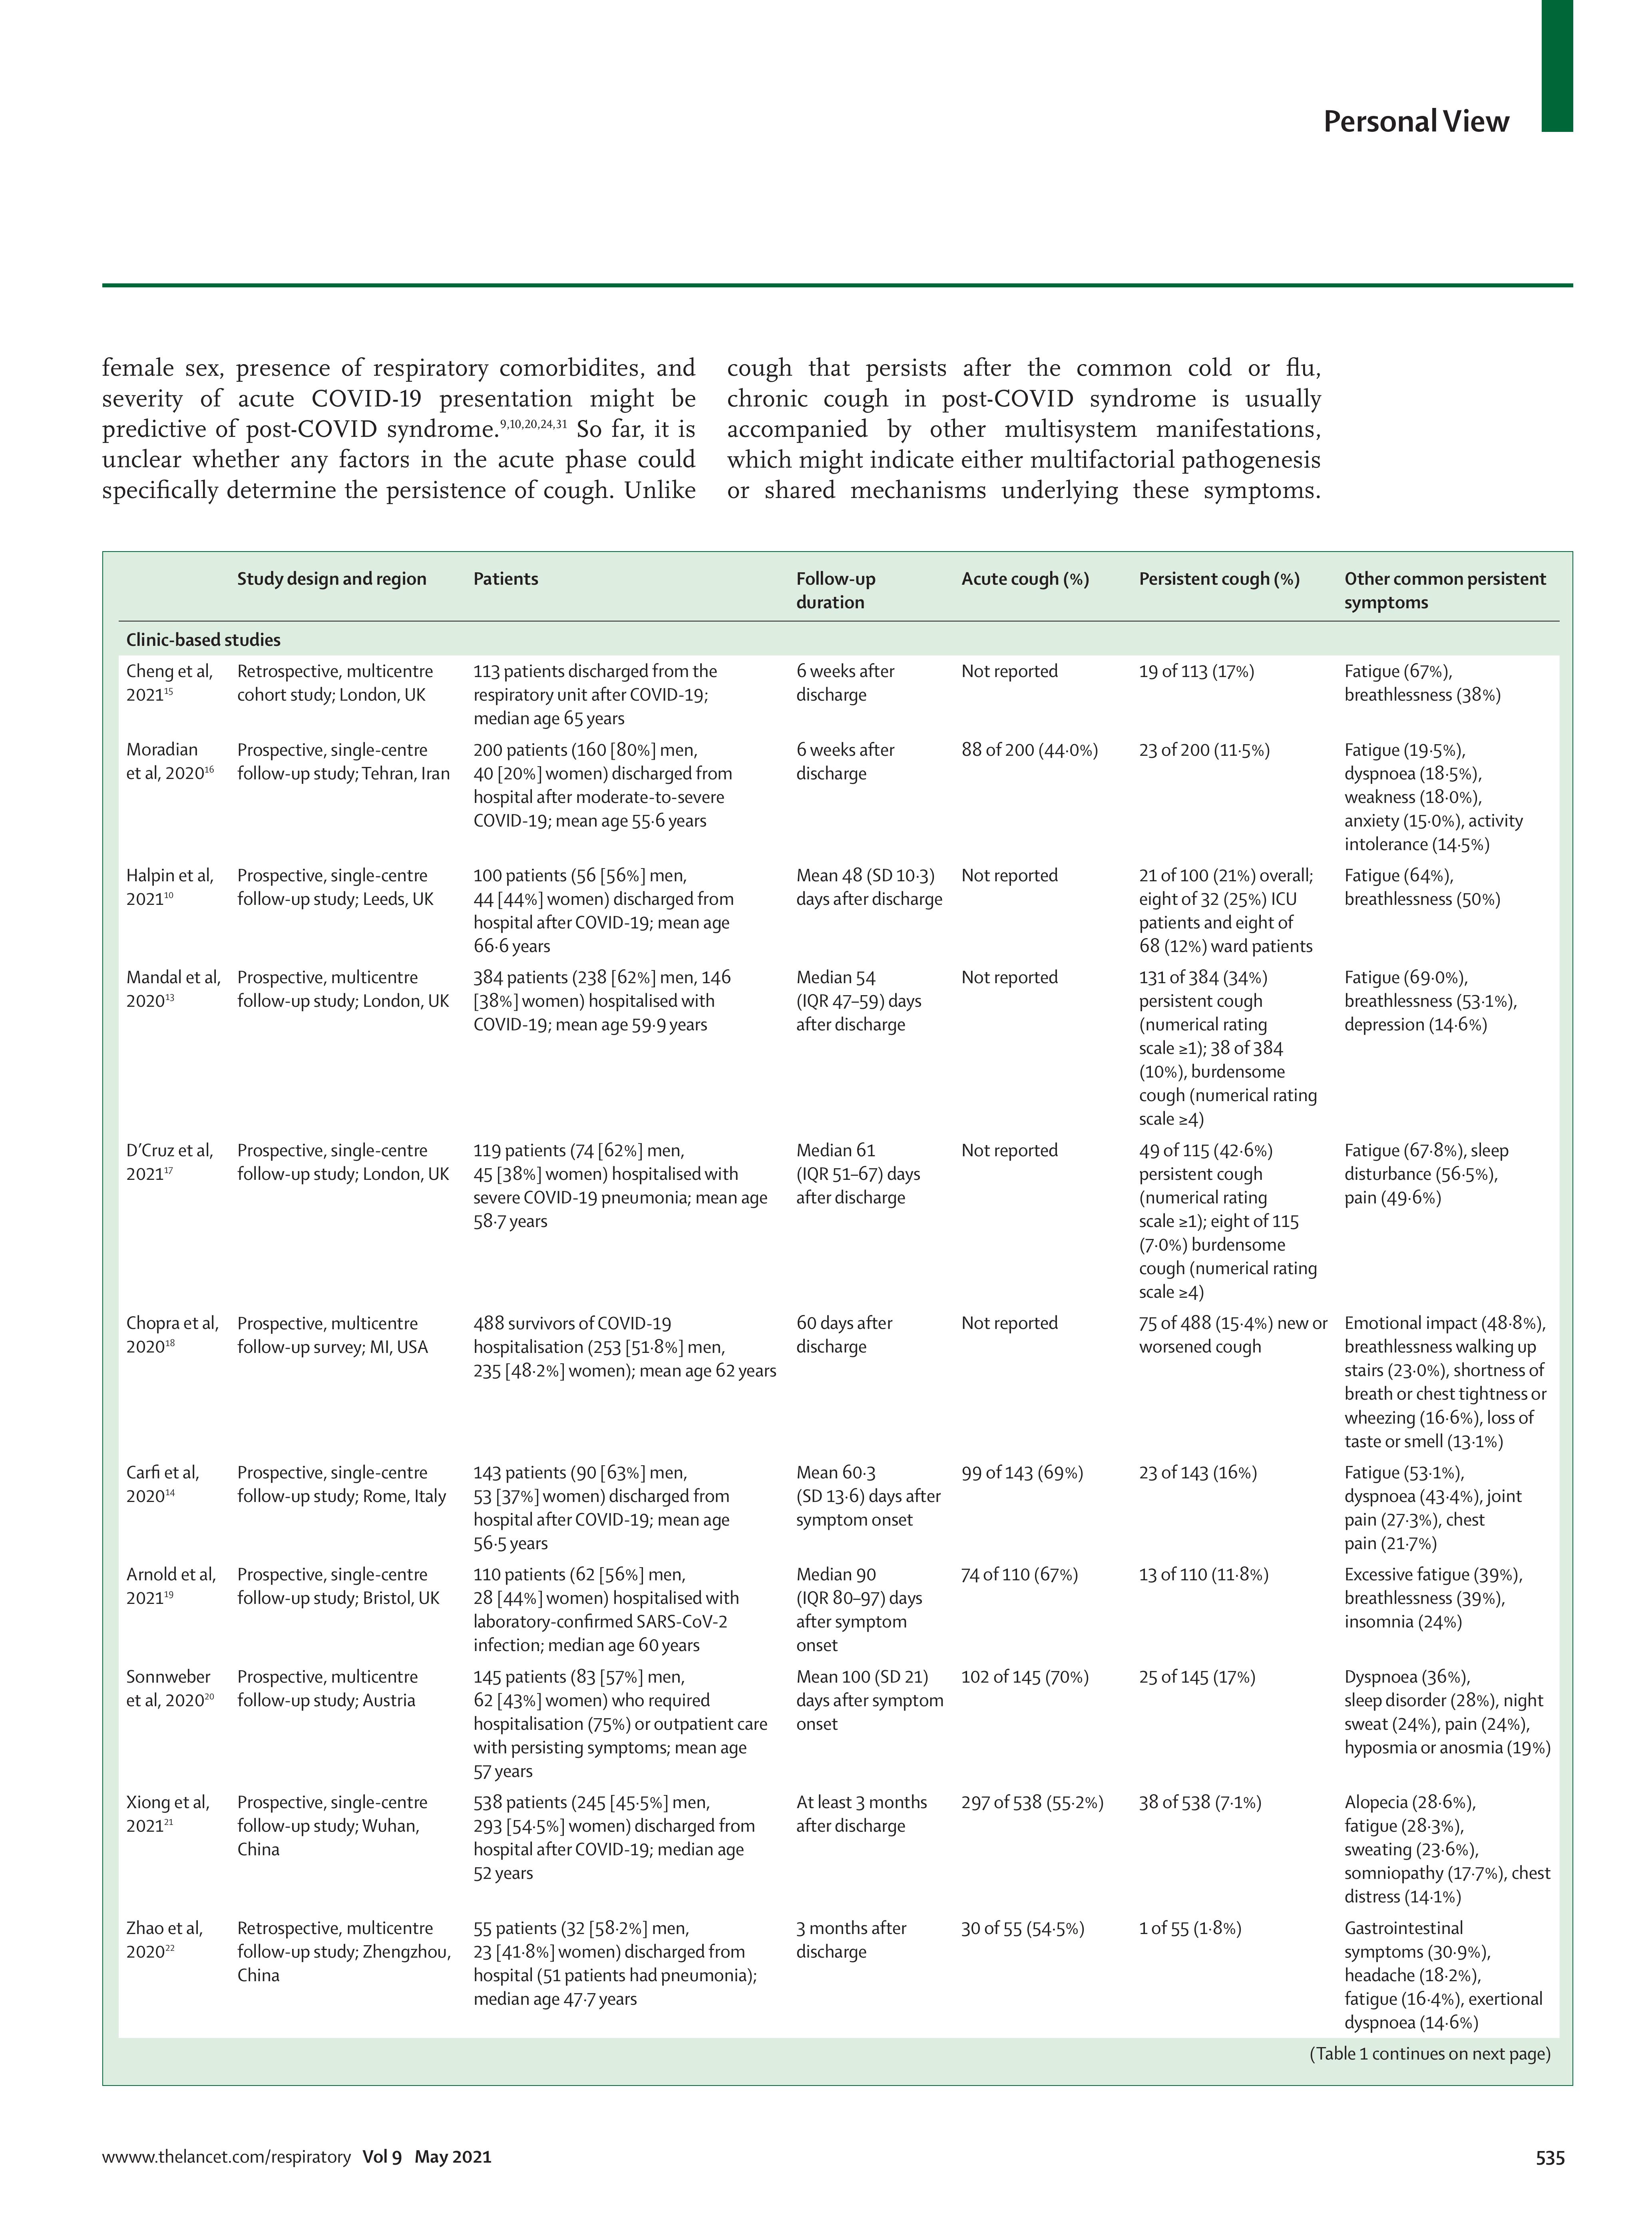 Personal View
female sex, presence of respiratory comorbidites, and
severity of acute COVID-19 presentation might be
predictive of post-COVID syndrome.9,10,20,24,31 So far, it is
unclear whether any factors in the acute phase could
specifically determine the persistence of cough. Unlike
cough that persists after the common cold or flu,
chronic cough in post-COVID syndrome is usually
accompanied by other multisystem manifestations,
which might indicate either multifactorial pathogenesis
or shared mechanisms underlying these symptoms.
Study design and region
Patients
Follow-up
duration
Acute cough (%)
Persistent cough (%)
Other common persistent
symptoms
Clinic-based studies
Cheng et al,
202115
Retrospective, multicentre
cohort study; London, UK
113 patients discharged from the
respiratory unit after COVID-19;
median age 65 years
6 weeks after
discharge
Not reported
19 of 113 (17%)
Fatigue (67%),
breathlessness (38%)
Moradian
et al, 202016
Prospective, single-centre
follow-up study; Tehran, Iran
200 patients (160 [80%] men,
40 [20%] women) discharged from
hospital after moderate-to-severe
COVID-19; mean age 55·6 years
6 weeks after
discharge
88 of 200 (44·0%)
23 of 200 (11·5%)
Fatigue (19·5%),
dyspnoea (18·5%),
weakness (18·0%),
anxiety (15·0%), activity
intolerance (14·5%)
Halpin et al,
202110
Prospective, single-centre
follow-up study; Leeds, UK
100 patients (56 [56%] men,
44 [44%] women) discharged from
hospital after COVID-19; mean age
66·6 years
Mean 48 (SD 10·3)
days after discharge
Not reported
21 of 100 (21%) overall;
eight of 32 (25%) ICU
patients and eight of
68 (12%) ward patients
Fatigue (64%),
breathlessness (50%)
Mandal et al,
202013
Prospective, multicentre
follow-up study; London, UK
384 patients (238 [62%] men, 146
[38%] women) hospitalised with
COVID-19; mean age 59·9 years
Median 54
(IQR 47–59) days
after discharge
Not reported
131 of 384 (34%)
persistent cough
(numerical rating
scale ≥1); 38 of 384
(10%), burdensome
cough (numerical rating
scale ≥4)
Fatigue (69·0%),
breathlessness (53·1%),
depression (14·6%)
D’Cruz et al,
202117
Prospective, single-centre
follow-up study; London, UK
119 patients (74 [62%] men,
45 [38%] women) hospitalised with
severe COVID-19 pneumonia; mean age
58·7 years
Median 61
(IQR 51–67) days
after discharge
Not reported
49 of 115 (42·6%)
persistent cough
(numerical rating
scale ≥1); eight of 115
(7·0%) burdensome
cough (numerical rating
scale ≥4)
Fatigue (67·8%), sleep
disturbance (56·5%),
pain (49·6%)
Chopra et al,
202018
Prospective, multicentre
follow-up survey; MI, USA
488 survivors of COVID-19
hospitalisation (253 [51·8%] men,
235 [48·2%] women); mean age 62 years
60 days after
discharge
Not reported
75 of 488 (15·4%) new or
worsened cough
Emotional impact (48·8%),
breathlessness walking up
stairs (23·0%), shortness of
breath or chest tightness or
wheezing (16·6%), loss of
taste or smell (13·1%)
Carfi et al,
202014
Prospective, single-centre
follow-up study; Rome, Italy
143 patients (90 [63%] men,
53 [37%] women) discharged from
hospital after COVID-19; mean age
56·5 years
Mean 60·3
(SD 13·6) days after
symptom onset
99 of 143 (69%)
23 of 143 (16%)
Fatigue (53·1%),
dyspnoea (43·4%), joint
pain (27·3%), chest
pain (21·7%)
Arnold et al,
202119
Prospective, single-centre
follow-up study; Bristol, UK
110 patients (62 [56%] men,
28 [44%] women) hospitalised with
laboratory-confirmed SARS-CoV-2
infection; median age 60 years
Median 90
(IQR 80–97) days
after symptom
onset
74 of 110 (67%)
13 of 110 (11·8%)
Excessive fatigue (39%),
breathlessness (39%),
insomnia (24%)
Sonnweber
et al, 202020
Prospective, multicentre
follow-up study; Austria
145 patients (83 [57%] men,
62 [43%] women) who required
hospitalisation (75%) or outpatient care
with persisting symptoms; mean age
57 years
Mean 100 (SD 21)
days after symptom
onset
102 of 145 (70%)
25 of 145 (17%)
Dyspnoea (36%),
sleep disorder (28%), night
sweat (24%), pain (24%),
hyposmia or anosmia (19%)
Xiong et al,
202121
Prospective, single-centre
follow-up study; Wuhan,
China
538 patients (245 [45·5%] men,
293 [54·5%] women) discharged from
hospital after COVID-19; median age
52 years
At least 3 months
after discharge
297 of 538 (55·2%)
38 of 538 (7·1%)
Alopecia (28·6%),
fatigue (28·3%),
sweating (23·6%),
somniopathy (17·7%), chest
distress (14·1%)
Zhao et al,
202022
Retrospective, multicentre
follow-up study; Zhengzhou,
China
55 patients (32 [58·2%] men,
23 [41·8%] women) discharged from
hospital (51 patients had pneumonia);
median age 47·7 years
3 months after
discharge
30 of 55 (54·5%)
1 of 55 (1·8%)
Gastrointestinal
symptoms (30·9%),
headache (18·2%),
fatigue (16·4%), exertional
dyspnoea (14·6%)
(Table 1 continues on next page)
wwww.thelancet.com/respiratory Vol 9 May 2021
535